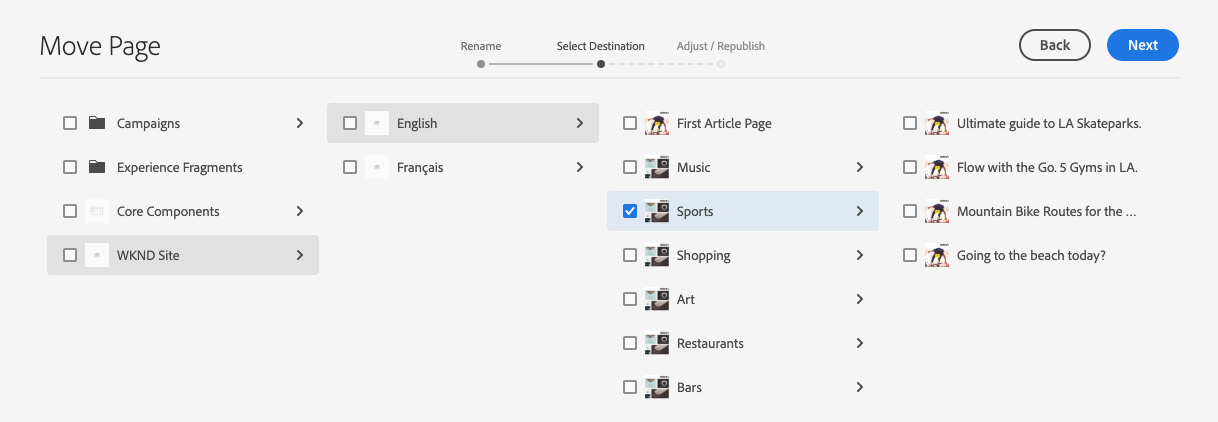 Move Page
Rename
Select Destination
Adjust / Republish
Back
Next
Campaigns
Experience Fragments
Core Components
WKND Site
English
Français
First Article Page
Music
Sports
Shopping
Art
Restaurants
Bars
Ultimate guide to LA Skateparks.
Flow with the Go. 5 Gyms in LA.
Mountain Bike Routes for the ...
Going to the beach today?